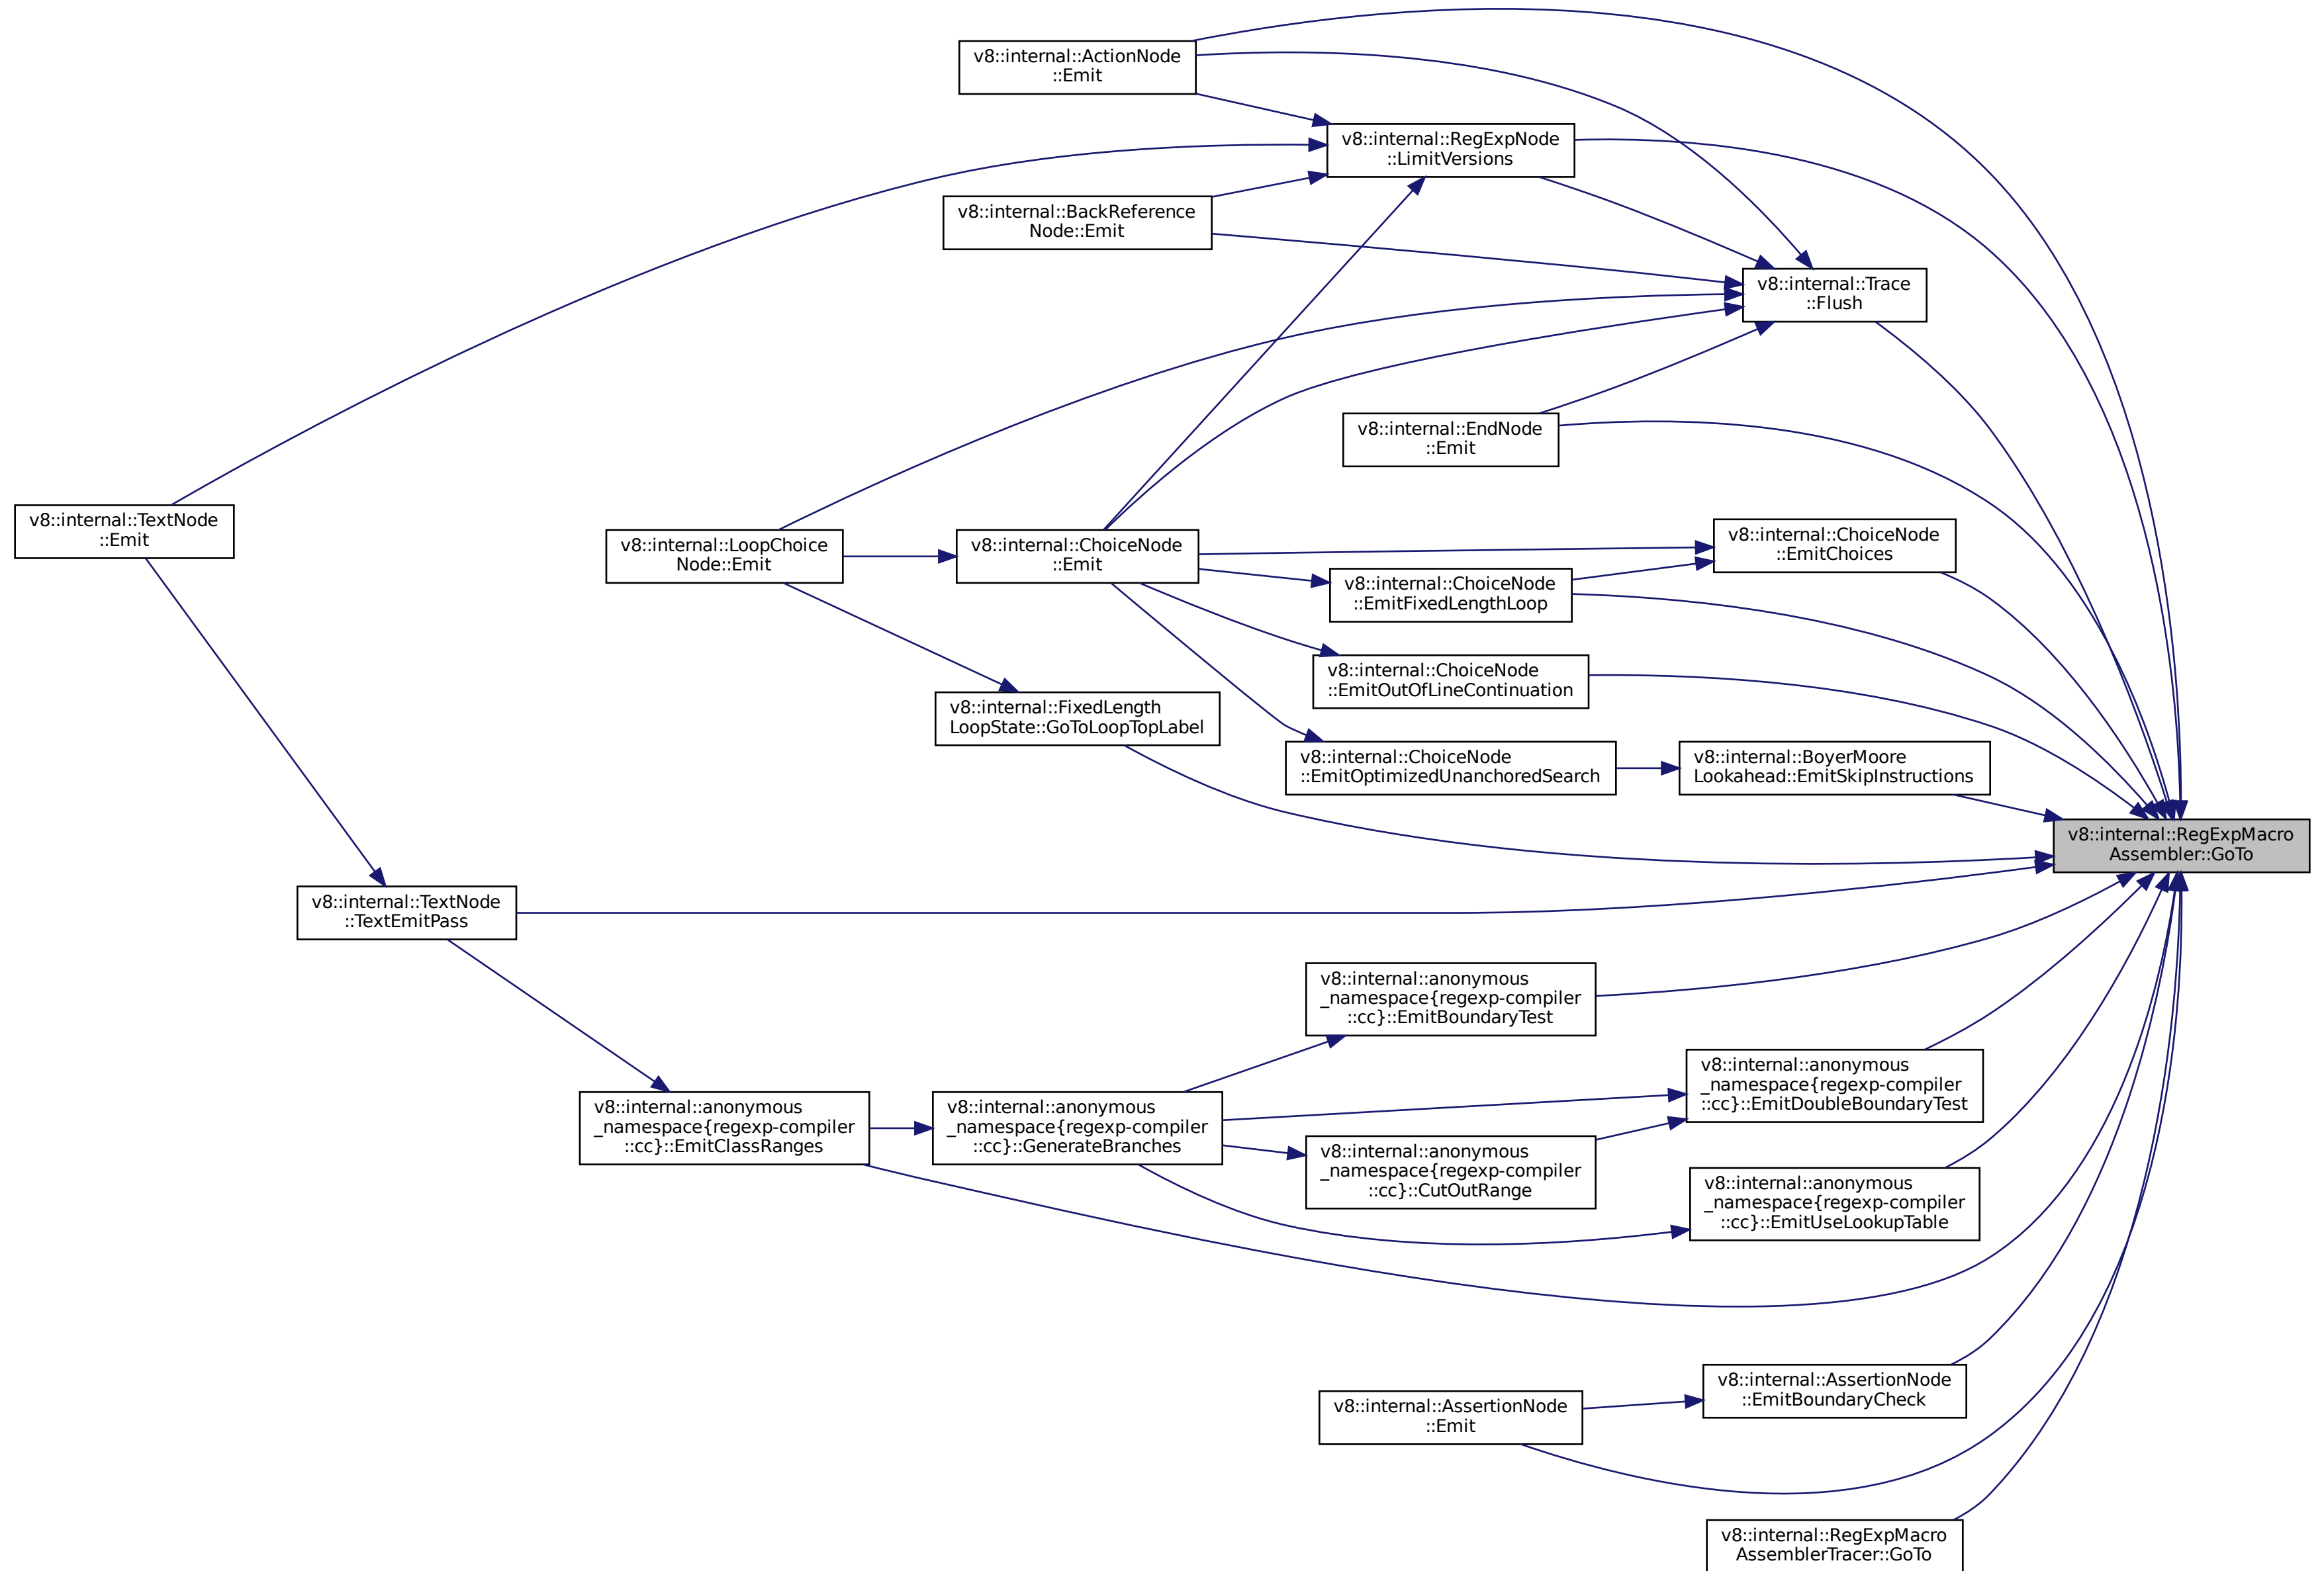 v8::internal::ActionNode
::Emit
v8::internal::RegExpNode
::LimitVersions
v8::internal::BackReference
Node::Emit
v8::internal::Trace
::Flush
v8::internal::EndNode
::Emit
v8::internal::TextNode
::Emit
v8::internal::LoopChoice
Node::Emit
v8::internal::ChoiceNode
::Emit
v8::internal::ChoiceNode
::EmitChoices
v8::internal::ChoiceNode
::EmitFixedLengthLoop
v8::internal::ChoiceNode
::EmitOutOfLineContinuation
v8::internal::FixedLength
LoopState::GoToLoopTopLabel
v8::internal::ChoiceNode
::EmitOptimizedUnanchoredSearch
v8::internal::BoyerMoore
Lookahead::EmitSkipInstructions
v8::internal::RegExpMacro
Assembler::GoTo
v8::internal::TextNode
::TextEmitPass
v8::internal::anonymous
_namespace{regexp-compiler
::cc}::EmitBoundaryTest
v8::internal::anonymous
_namespace{regexp-compiler
::cc}::EmitDoubleBoundaryTest
v8::internal::anonymous
_namespace{regexp-compiler
::cc}::EmitClassRanges
v8::internal::anonymous
_namespace{regexp-compiler
::cc}::GenerateBranches
v8::internal::anonymous
_namespace{regexp-compiler
::cc}::CutOutRange
v8::internal::anonymous
_namespace{regexp-compiler
::cc}::EmitUseLookupTable
v8::internal::AssertionNode
::EmitBoundaryCheck
v8::internal::AssertionNode
::Emit
v8::internal::RegExpMacro
AssemblerTracer::GoTo